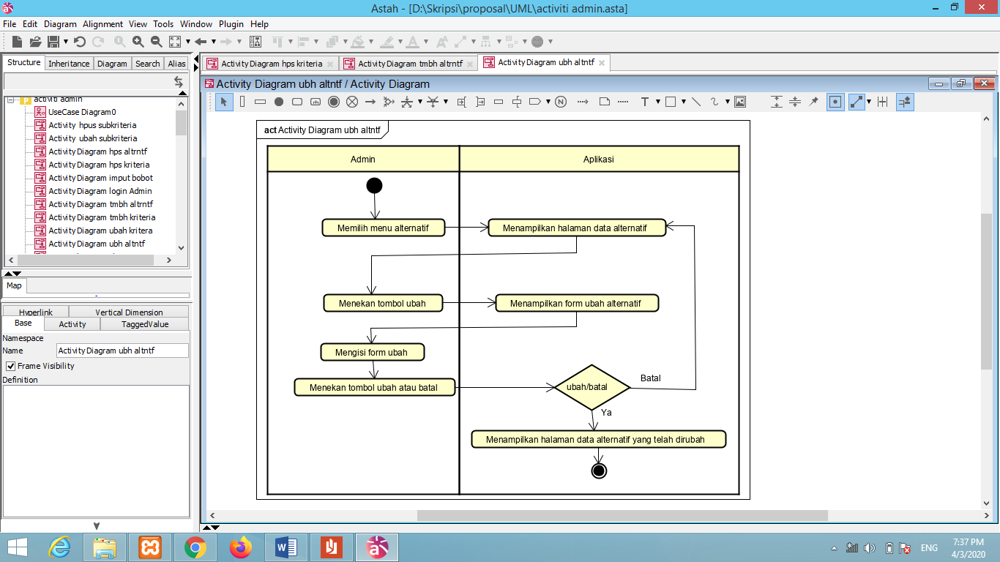 Astah - [D:\Skripsi\proposal\UML\activiti admin.asta]
File Edit Diagram Alignment View Tools Window Plugin Help
Structure Inheritance Diagram Search Alias
activiti admin
UseCase Diagram0
Activity hpus subkriteria
Activity ubah subkriteria
Activity Diagram hps altrntf
Activity Diagram hps kriteria
Activity Diagram imput bobot
Activity Diagram login Admin
Activity Diagram tmbh altrntf
Activity Diagram tmbh kriteria
Activity Diagram ubah kritera
Activity Diagram ubh altntf
Map
Hyperlink Vertical Dimension
Base Activity TaggedValue
Namespace
Name Activity Diagram ubh altntf
Frame Visibility
Definition
Activity Diagram hps kriteria Activity Diagram tmbh altrntf Activity Diagram ubh altntf
Activity Diagram ubh altntf / Activity Diagram
act Activity Diagram ubh altntf
Admin Aplikasi
Memilih menu alternatif Menampilkan halaman data alternatif
Menekan tombol ubah Menampilkan form ubah alternatif
Mengisi form ubah
Menekan tombol ubah atau batal ubah/batal Batal
Ya
Menampilkan halaman data alternatif yang telah dirubah
ENG
7:37 PM
4/3/2020